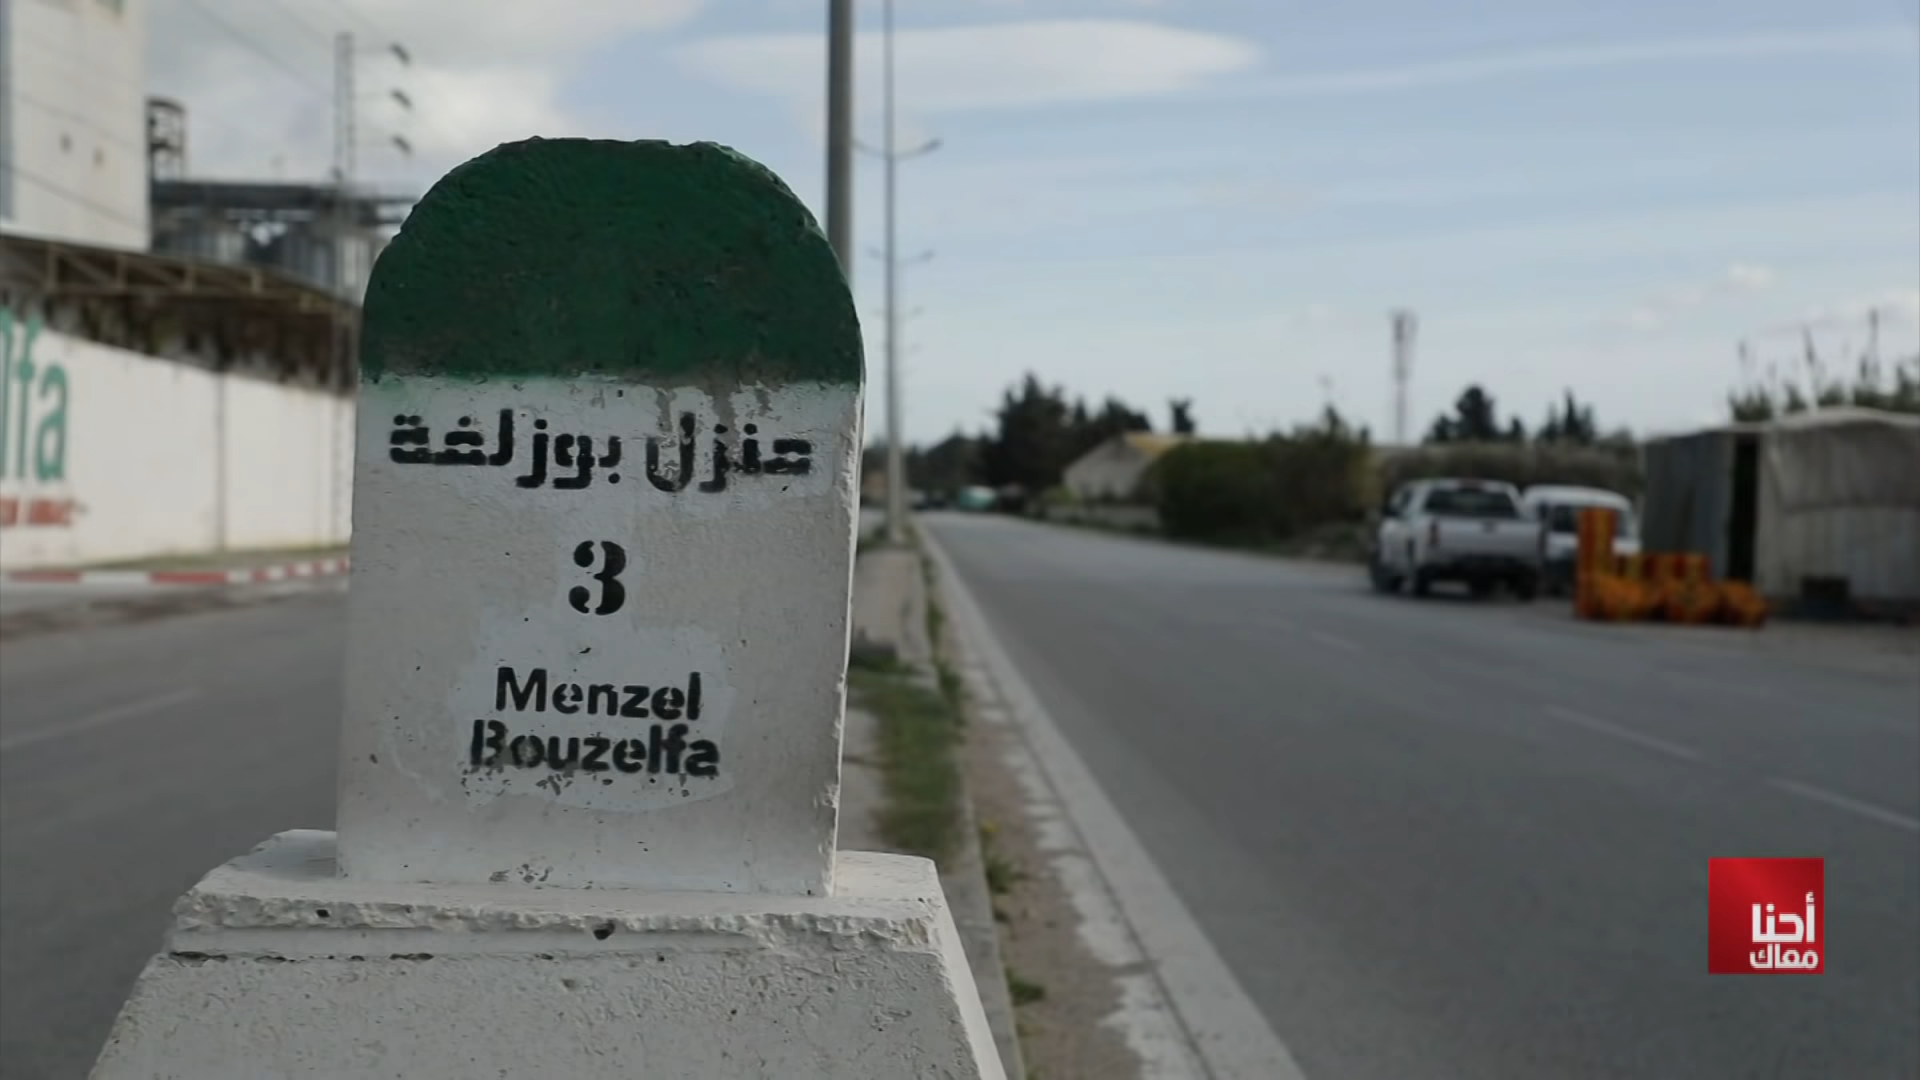 منزل بوزلفة
3
Menzel
Bouzelfa
أحنا
معاك